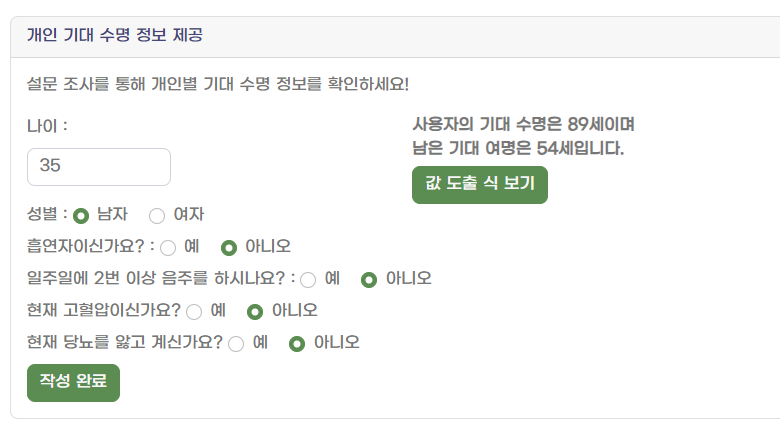 개인 기대 수명 정보 제공
설문 조사를 통해 개인별 기대 수명 정보를 확인하세요!
나이 :
35
성별 : 남자 여자
흡연자이신가요? : 예 아니오
일주일에 2번 이상 음주를 하시나요? : 예 아니오
현재 고혈압이신가요? 예 아니오
현재 당뇨를 앓고 계신가요? 예 아니오
작성 완료
사용자의 기대 수명은 89세이며
남은 기대 여명은 54세입니다.
값 도출 식 보기